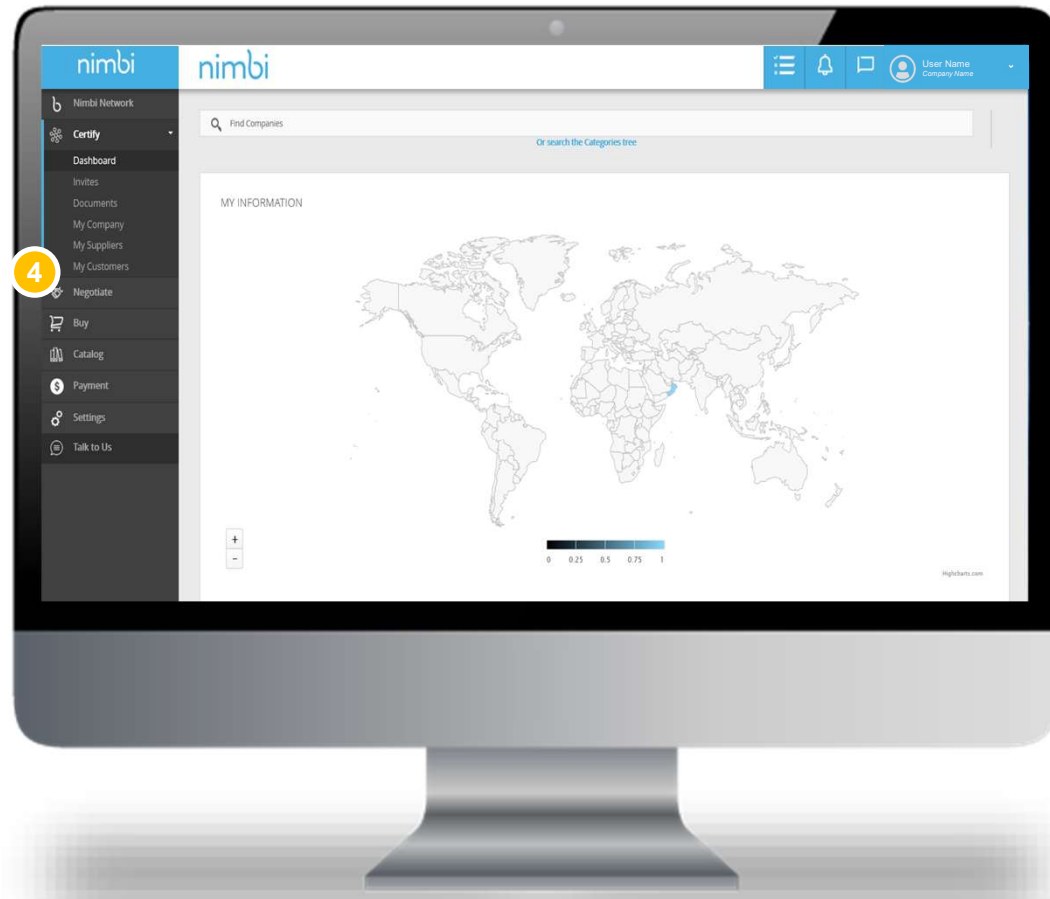 nimbi
nimbi
User Name
Company Name
Nimbi Network
Certify
Dashboard
Invites
Documents
My Company
My Suppliers
My Customers
4
Negotiate
Buy
Catalog
Payment
Settings
Talk to Us
Find Companies
Or search the Categories tree
MY INFORMATION
+
−
0 0.25 0.5 0.75 1
Highcharts.com